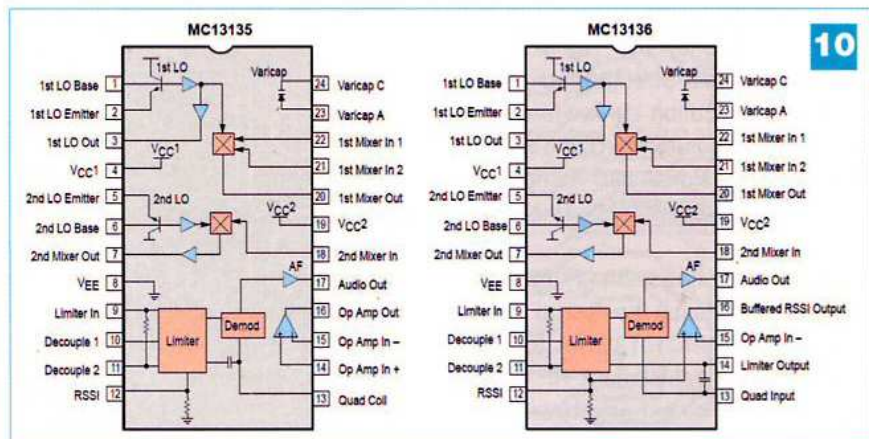 10
MC13135
1st LO
Varicap
1st LO Base 1
1st LO Emitter 2
1st LO Out 3
VCC1 4
VCC1
2nd LO Emitter 5
2nd LO
2nd LO Base 6
2nd Mixer Out 7
VEE 8
Limiter In 9
Decouple 1 10
Decouple 2 11
RSSI 12
Limiter
Demod
AF
VCC2
24 Varicap C
23 Varicap A
22 1st Mixer In 1
21 1st Mixer In 2
20 1st Mixer Out
19 VCC2
18 2nd Mixer In
17 Audio Out
16 Op Amp Out
15 Op Amp In –
14 Op Amp In +
13 Quad Coil
MC13136
1st LO
Varicap
1st LO Base 1
1st LO Emitter 2
1st LO Out 3
VCC1 4
VCC1
2nd LO Emitter 5
2nd LO
2nd LO Base 6
2nd Mixer Out 7
VEE 8
Limiter In 9
Decouple 1 10
Decouple 2 11
RSSI 12
Limiter
Demod
AF
VCC2
24 Varicap C
23 Varicap A
22 1st Mixer In 1
21 1st Mixer In 2
20 1st Mixer Out
19 VCC2
18 2nd Mixer In
17 Audio Out
16 Buffered RSSI Output
15 Op Amp In –
14 Limiter Output
13 Quad Input